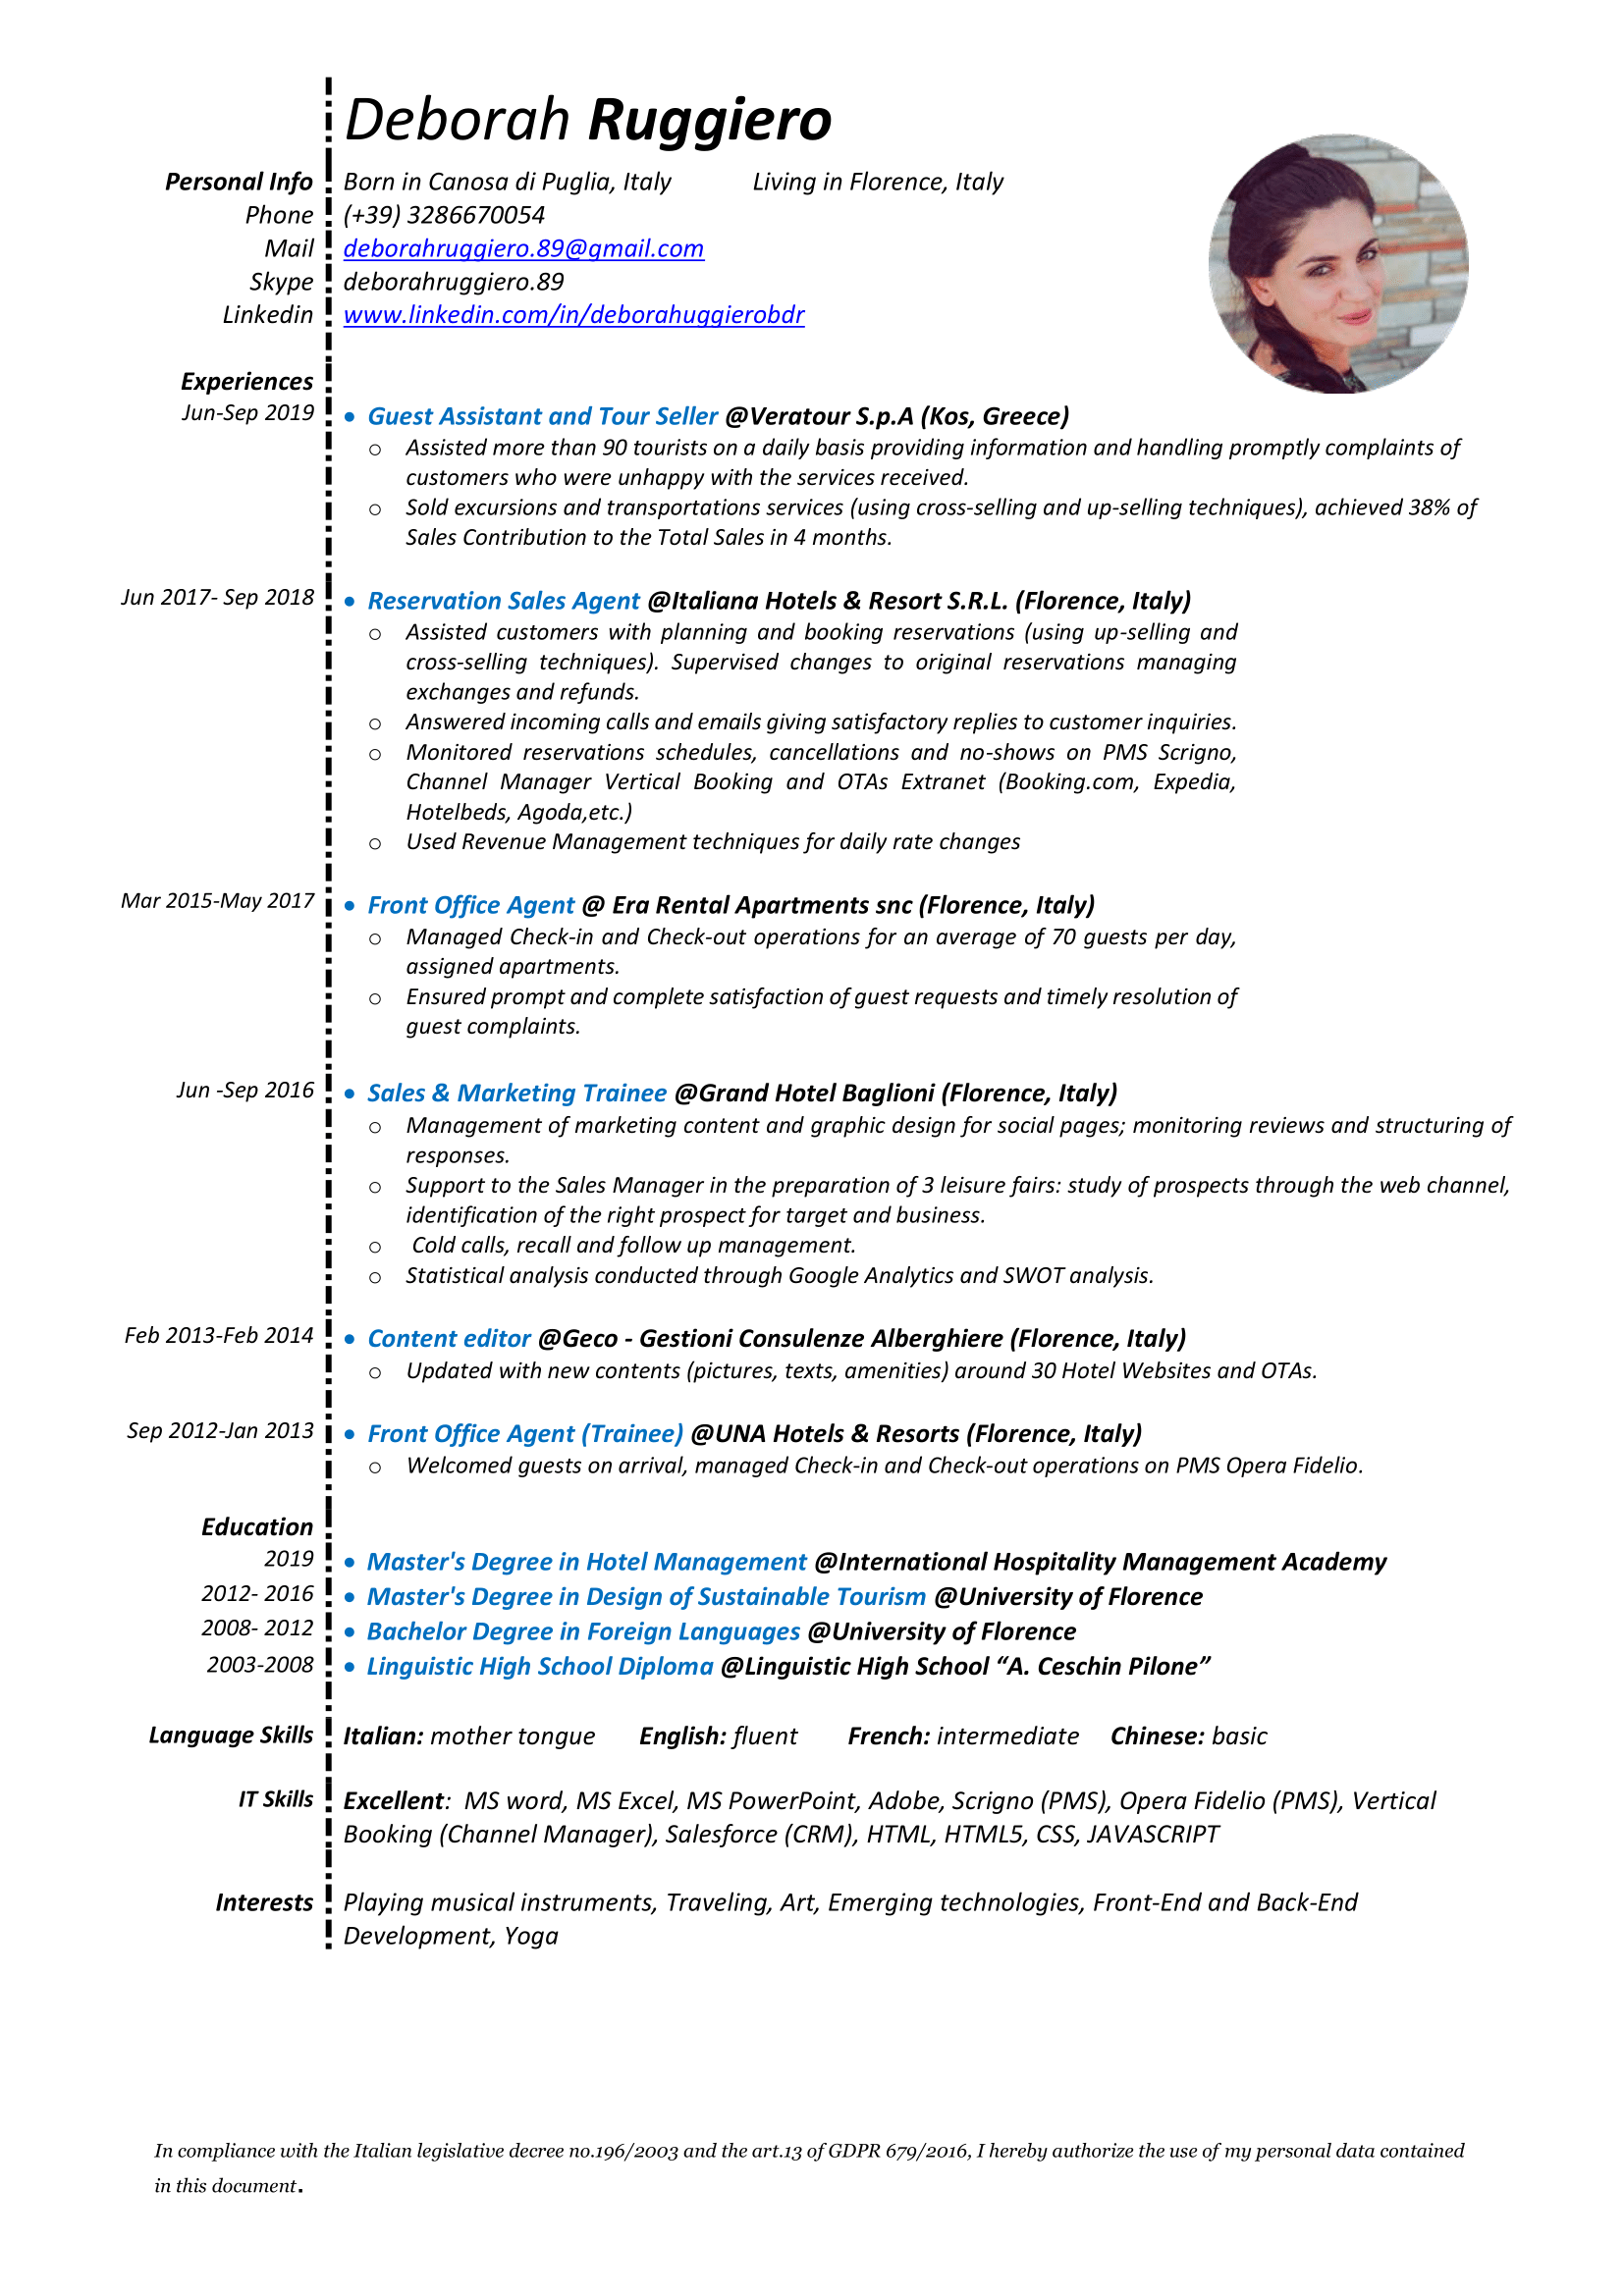 Deborah Ruggiero
Personal Info Born in Canosa di Puglia, Italy Living in Florence, Italy
Phone (+39) 3286670054
Mail deborahruggiero.89@gmail.com
Skype deborahruggiero.89
Linkedin www.linkedin.com/in/deborahuggierobdr
Experiences
Jun-Sep 2019 • Guest Assistant and Tour Seller @Veratour S.p.A (Kos, Greece)
o Assisted more than 90 tourists on a daily basis providing information and handling promptly complaints of
customers who were unhappy with the services received.
o Sold excursions and transportations services (using cross-selling and up-selling techniques), achieved 38% of
Sales Contribution to the Total Sales in 4 months.
Jun 2017- Sep 2018 • Reservation Sales Agent @Italiana Hotels & Resort S.R.L. (Florence, Italy)
o Assisted customers with planning and booking reservations (using up-selling and
cross-selling techniques). Supervised changes to original reservations managing
exchanges and refunds.
o Answered incoming calls and emails giving satisfactory replies to customer inquiries.
o Monitored reservations schedules, cancellations and no-shows on PMS Scrigno,
Channel Manager Vertical Booking and OTAs Extranet (Booking.com, Expedia,
Hotelbeds, Agoda,etc.)
o Used Revenue Management techniques for daily rate changes
Mar 2015-May 2017 • Front Office Agent @ Era Rental Apartments snc (Florence, Italy)
o Managed Check-in and Check-out operations for an average of 70 guests per day,
assigned apartments.
o Ensured prompt and complete satisfaction of guest requests and timely resolution of
guest complaints.
Jun -Sep 2016 • Sales & Marketing Trainee @Grand Hotel Baglioni (Florence, Italy)
o Management of marketing content and graphic design for social pages; monitoring reviews and structuring of
responses.
o Support to the Sales Manager in the preparation of 3 leisure fairs: study of prospects through the web channel,
identification of the right prospect for target and business.
o Cold calls, recall and follow up management.
o Statistical analysis conducted through Google Analytics and SWOT analysis.
Feb 2013-Feb 2014 • Content editor @Geco - Gestioni Consulenze Alberghiere (Florence, Italy)
o Updated with new contents (pictures, texts, amenities) around 30 Hotel Websites and OTAs.
Sep 2012-Jan 2013 • Front Office Agent (Trainee) @UNA Hotels & Resorts (Florence, Italy)
o Welcomed guests on arrival, managed Check-in and Check-out operations on PMS Opera Fidelio.
Education
2019 • Master's Degree in Hotel Management @International Hospitality Management Academy
2012- 2016 • Master's Degree in Design of Sustainable Tourism @University of Florence
2008- 2012 • Bachelor Degree in Foreign Languages @University of Florence
2003-2008 • Linguistic High School Diploma @Linguistic High School “A. Ceschin Pilone”
Language Skills Italian: mother tongue English: fluent French: intermediate Chinese: basic
IT Skills Excellent: MS word, MS Excel, MS PowerPoint, Adobe, Scrigno (PMS), Opera Fidelio (PMS), Vertical
Booking (Channel Manager), Salesforce (CRM), HTML, HTML5, CSS, JAVASCRIPT
Interests Playing musical instruments, Traveling, Art, Emerging technologies, Front-End and Back-End
Development, Yoga
In compliance with the Italian legislative decree no.196/2003 and the art.13 of GDPR 679/2016, I hereby authorize the use of my personal data contained
in this document.